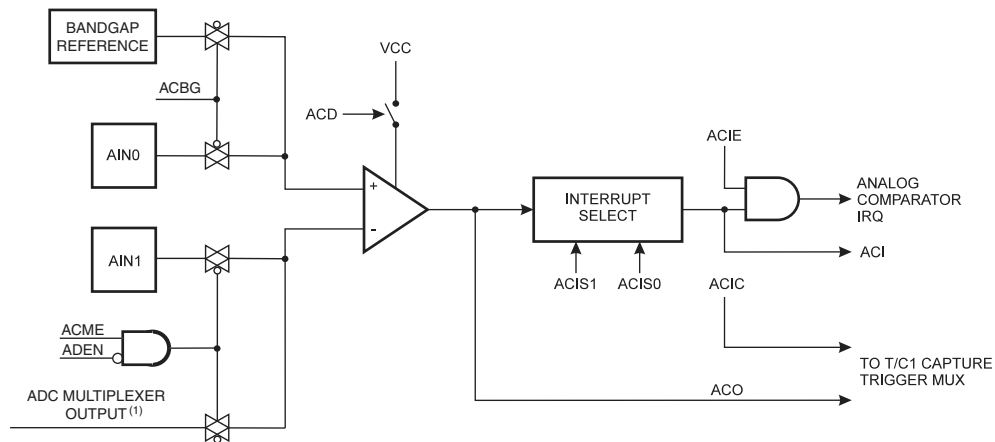 BANDGAP
REFERENCE
VCC
ACBG
ACD
AIN0
ACIE
+
INTERRUPT
SELECT
ANALOG
COMPARATOR
IRQ
-
AIN1
ACI
ACIS1 ACIS0
ACIC
ACME
ADEN
TO T/C1 CAPTURE
TRIGGER MUX
ADC MULTIPLEXER
OUTPUT (1)
ACO